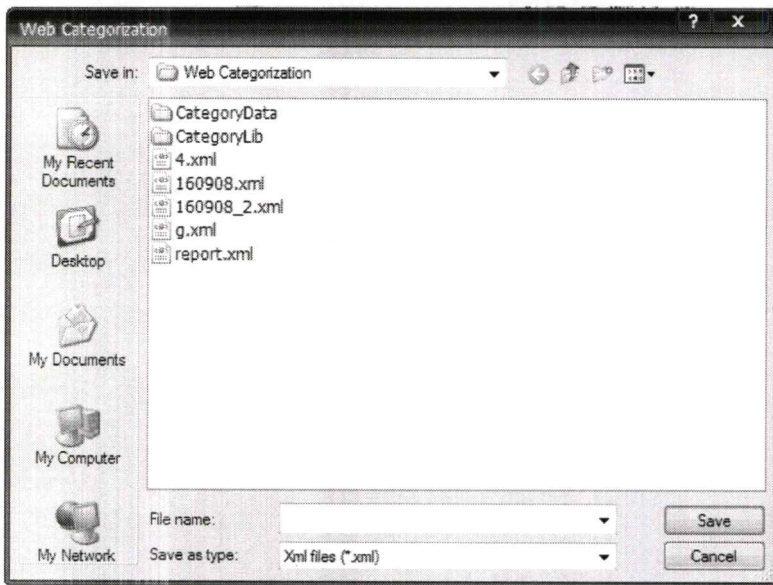 Web Categorization
? X
Save in: Web Categorization
My Recent Documents
Desktop
My Documents
My Computer
My Network
CategoryData
CategoryLib
4.xml
160908.xml
160908_2.xml
g.xml
report.xml
File name:
Save
Save as type: Xml files (*.xml)
Cancel